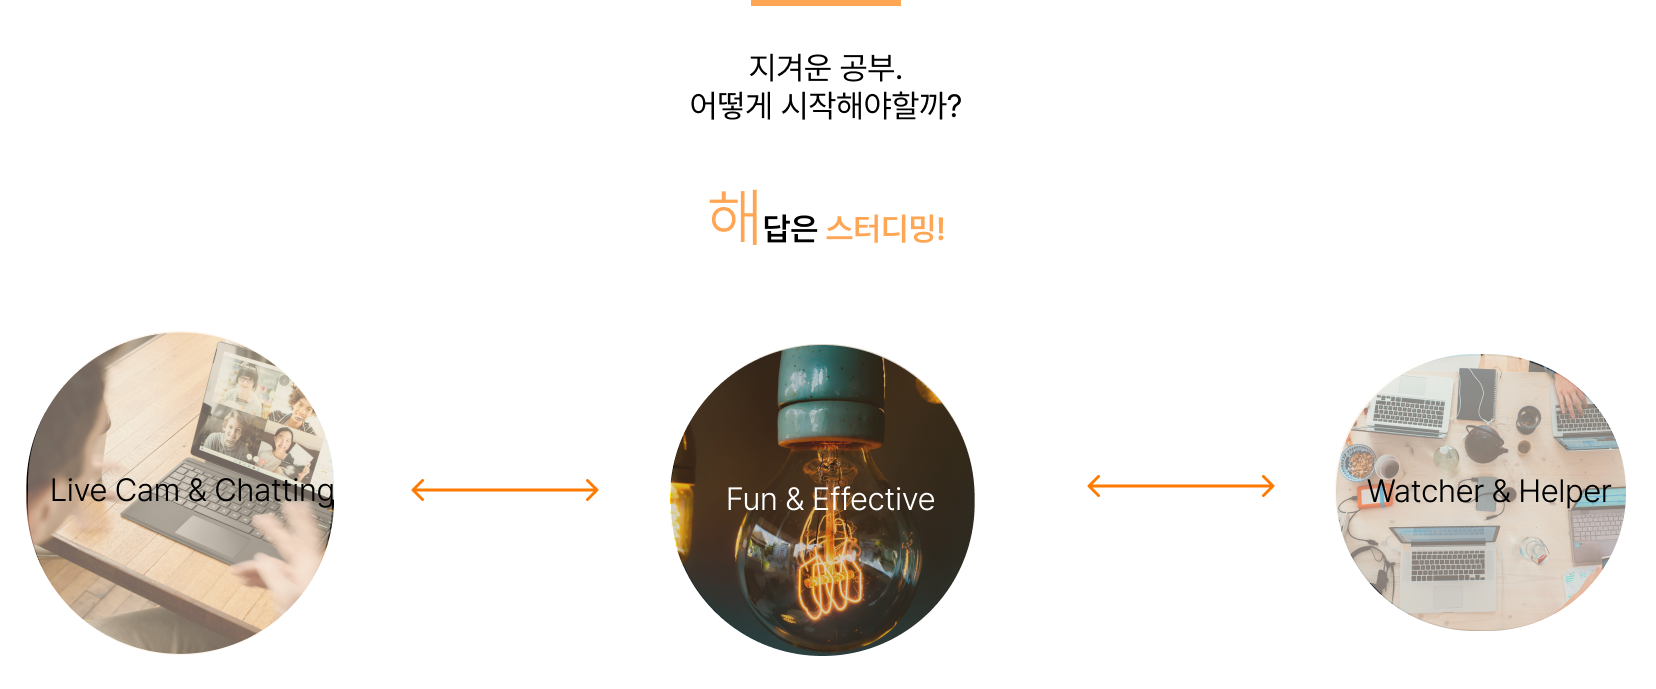 지겨운 공부.
어떻게 시작해야할까?
해답은 스터디밍!
Live Cam & Chatting
Fun & Effective
Watcher & Helper